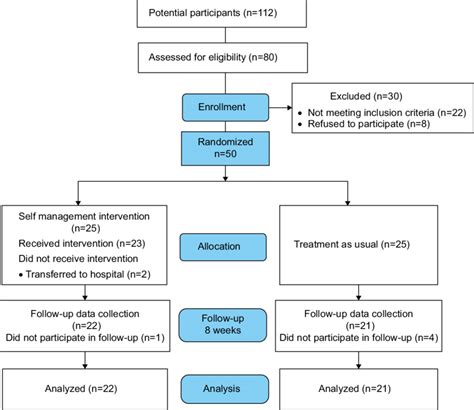 Potential participants (n=112)
Assessed for eligibility (n=80)
Enrollment
Excluded (n=30)
• Not meeting inclusion criteria (n=22)
• Refused to participate (n=8)
Randomized
n=50
Self management intervention
(n=25)
Received intervention (n=23)
Did not receive intervention
• Transferred to hospital (n=2)
Allocation
Treatment as usual (n=25)
Follow-up data collection
(n=22)
Did not participate in follow-up (n=1)
Follow-up
8 weeks
Follow-up data collection
(n=21)
Did not participate in follow-up (n=4)
Analyzed (n=22)
Analysis
Analyzed (n=21)